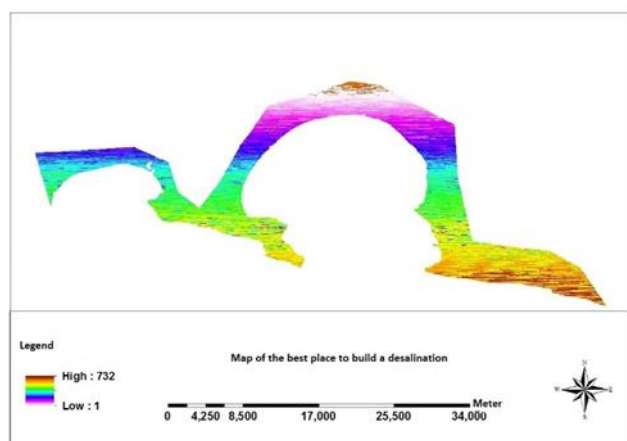 Legend
Map of the best place to build a desalination
High : 732
Low : 1
Meter
0 4,250 8,500 17,000 25,500 34,000
N
W E
S